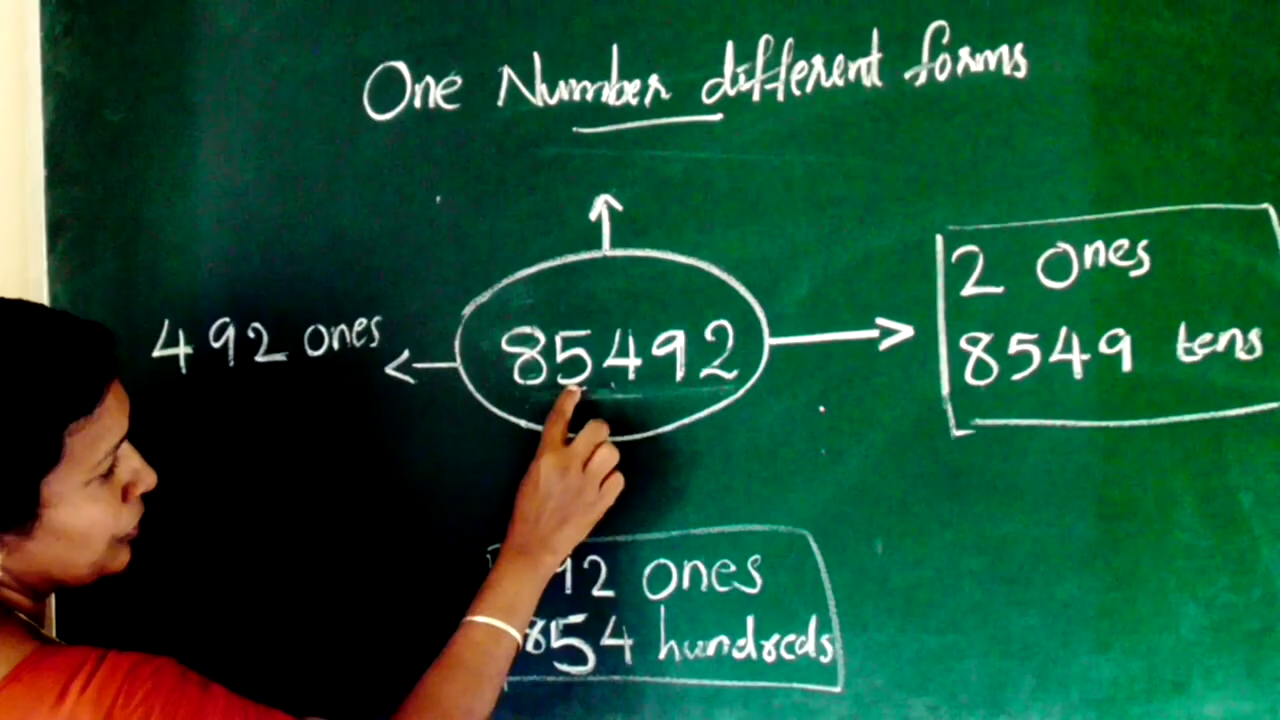 One Number different forms
492 ones
85492
2 Ones
8549 tens
92 ones
854 hundreds